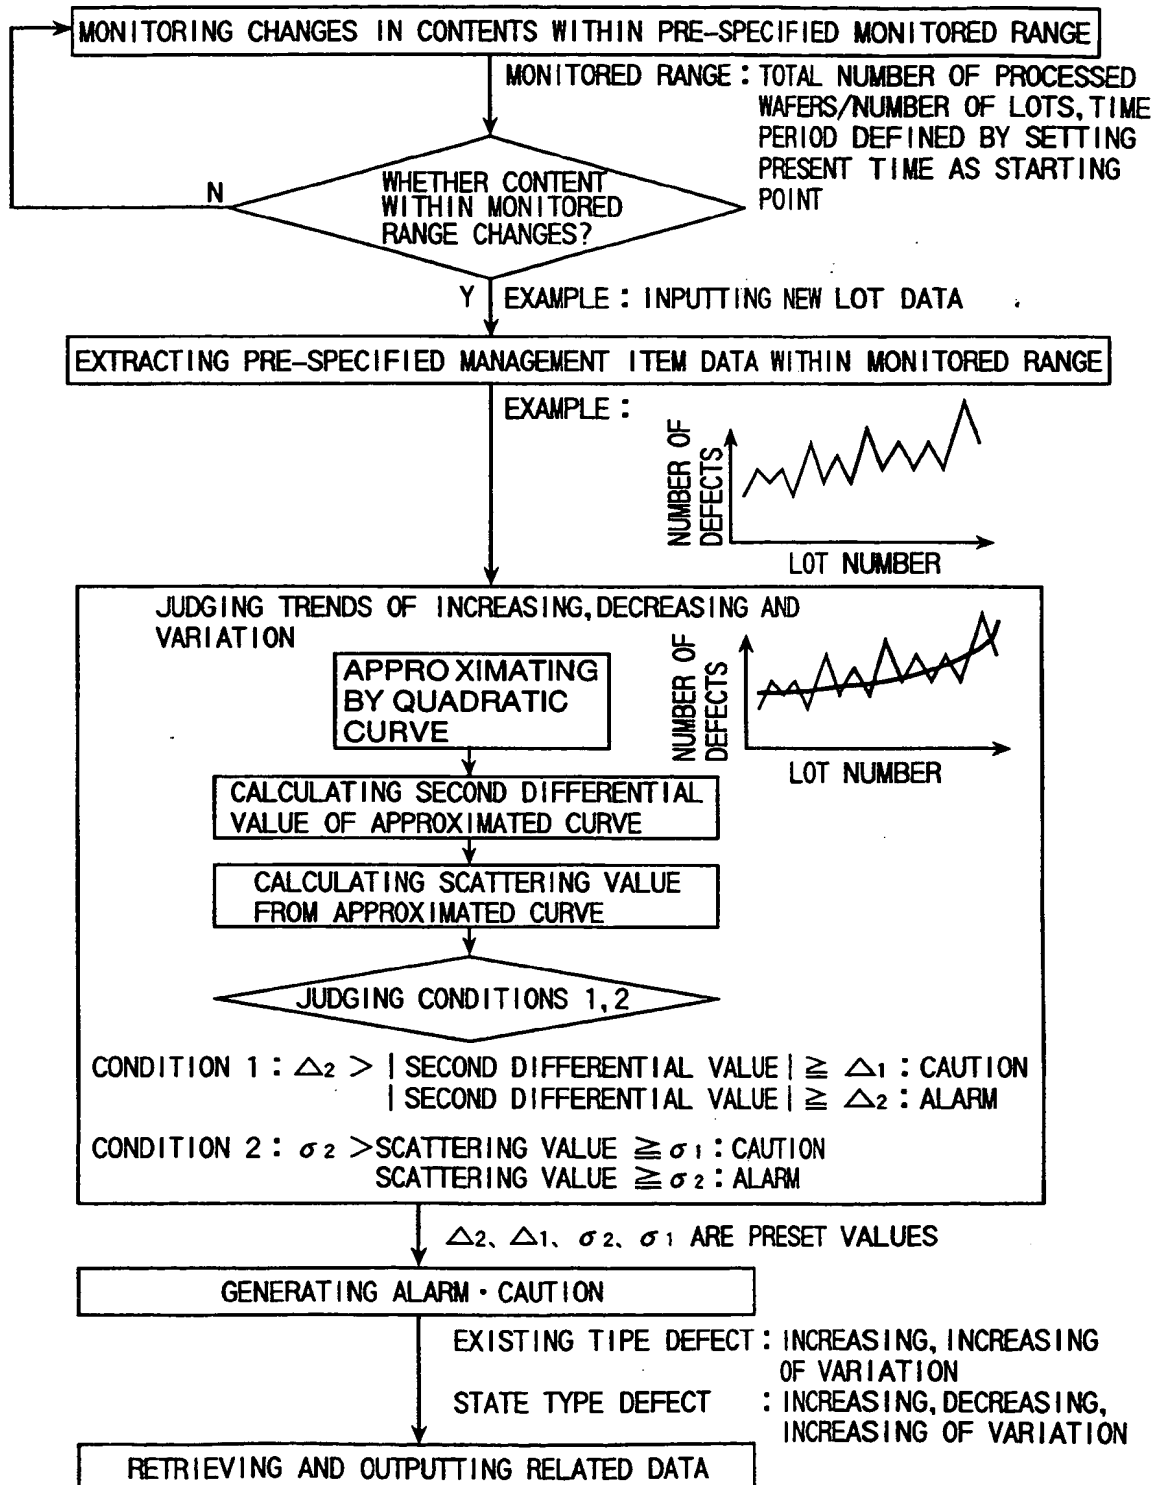 MONITORING CHANGES IN CONTENTS WITHIN PRE-SPECIFIED MONITORED RANGE
MONITORED RANGE : TOTAL NUMBER OF PROCESSED
WAFERS/NUMBER OF LOTS, TIME
PERIOD DEFINED BY SETTING
PRESENT TIME AS STARTING
POINT
N
WHETHER CONTENT
WITHIN MONITORED
RANGE CHANGES?
Y
EXAMPLE : INPUTTING NEW LOT DATA
EXTRACTING PRE-SPECIFIED MANAGEMENT ITEM DATA WITHIN MONITORED RANGE
EXAMPLE :
NUMBER OF
DEFECTS
LOT NUMBER
JUDGING TRENDS OF INCREASING, DECREASING AND
VARIATION
APPRO XIMATING
BY QUADRATIC
CURVE
NUMBER OF
DEFECTS
LOT NUMBER
CALCULATING SECOND DIFFERENTIAL
VALUE OF APPROXIMATED CURVE
CALCULATING SCATTERING VALUE
FROM APPROXIMATED CURVE
JUDGING CONDITIONS 1, 2
CONDITION 1 : △2 > | SECOND DIFFERENTIAL VALUE | ≧ △1 : CAUTION
| SECOND DIFFERENTIAL VALUE | ≧ △2 : ALARM
CONDITION 2 : σ2 > SCATTERING VALUE ≧ σ1 : CAUTION
SCATTERING VALUE ≧ σ2 : ALARM
△2、 △1、 σ2、 σ1 ARE PRESET VALUES
GENERATING ALARM・CAUTION
EXISTING TIPE DEFECT : INCREASING, INCREASING
OF VARIATION
STATE TYPE DEFECT : INCREASING, DECREASING,
INCREASING OF VARIATION
RETRIEVING AND OUTPUTTING RELATED DATA